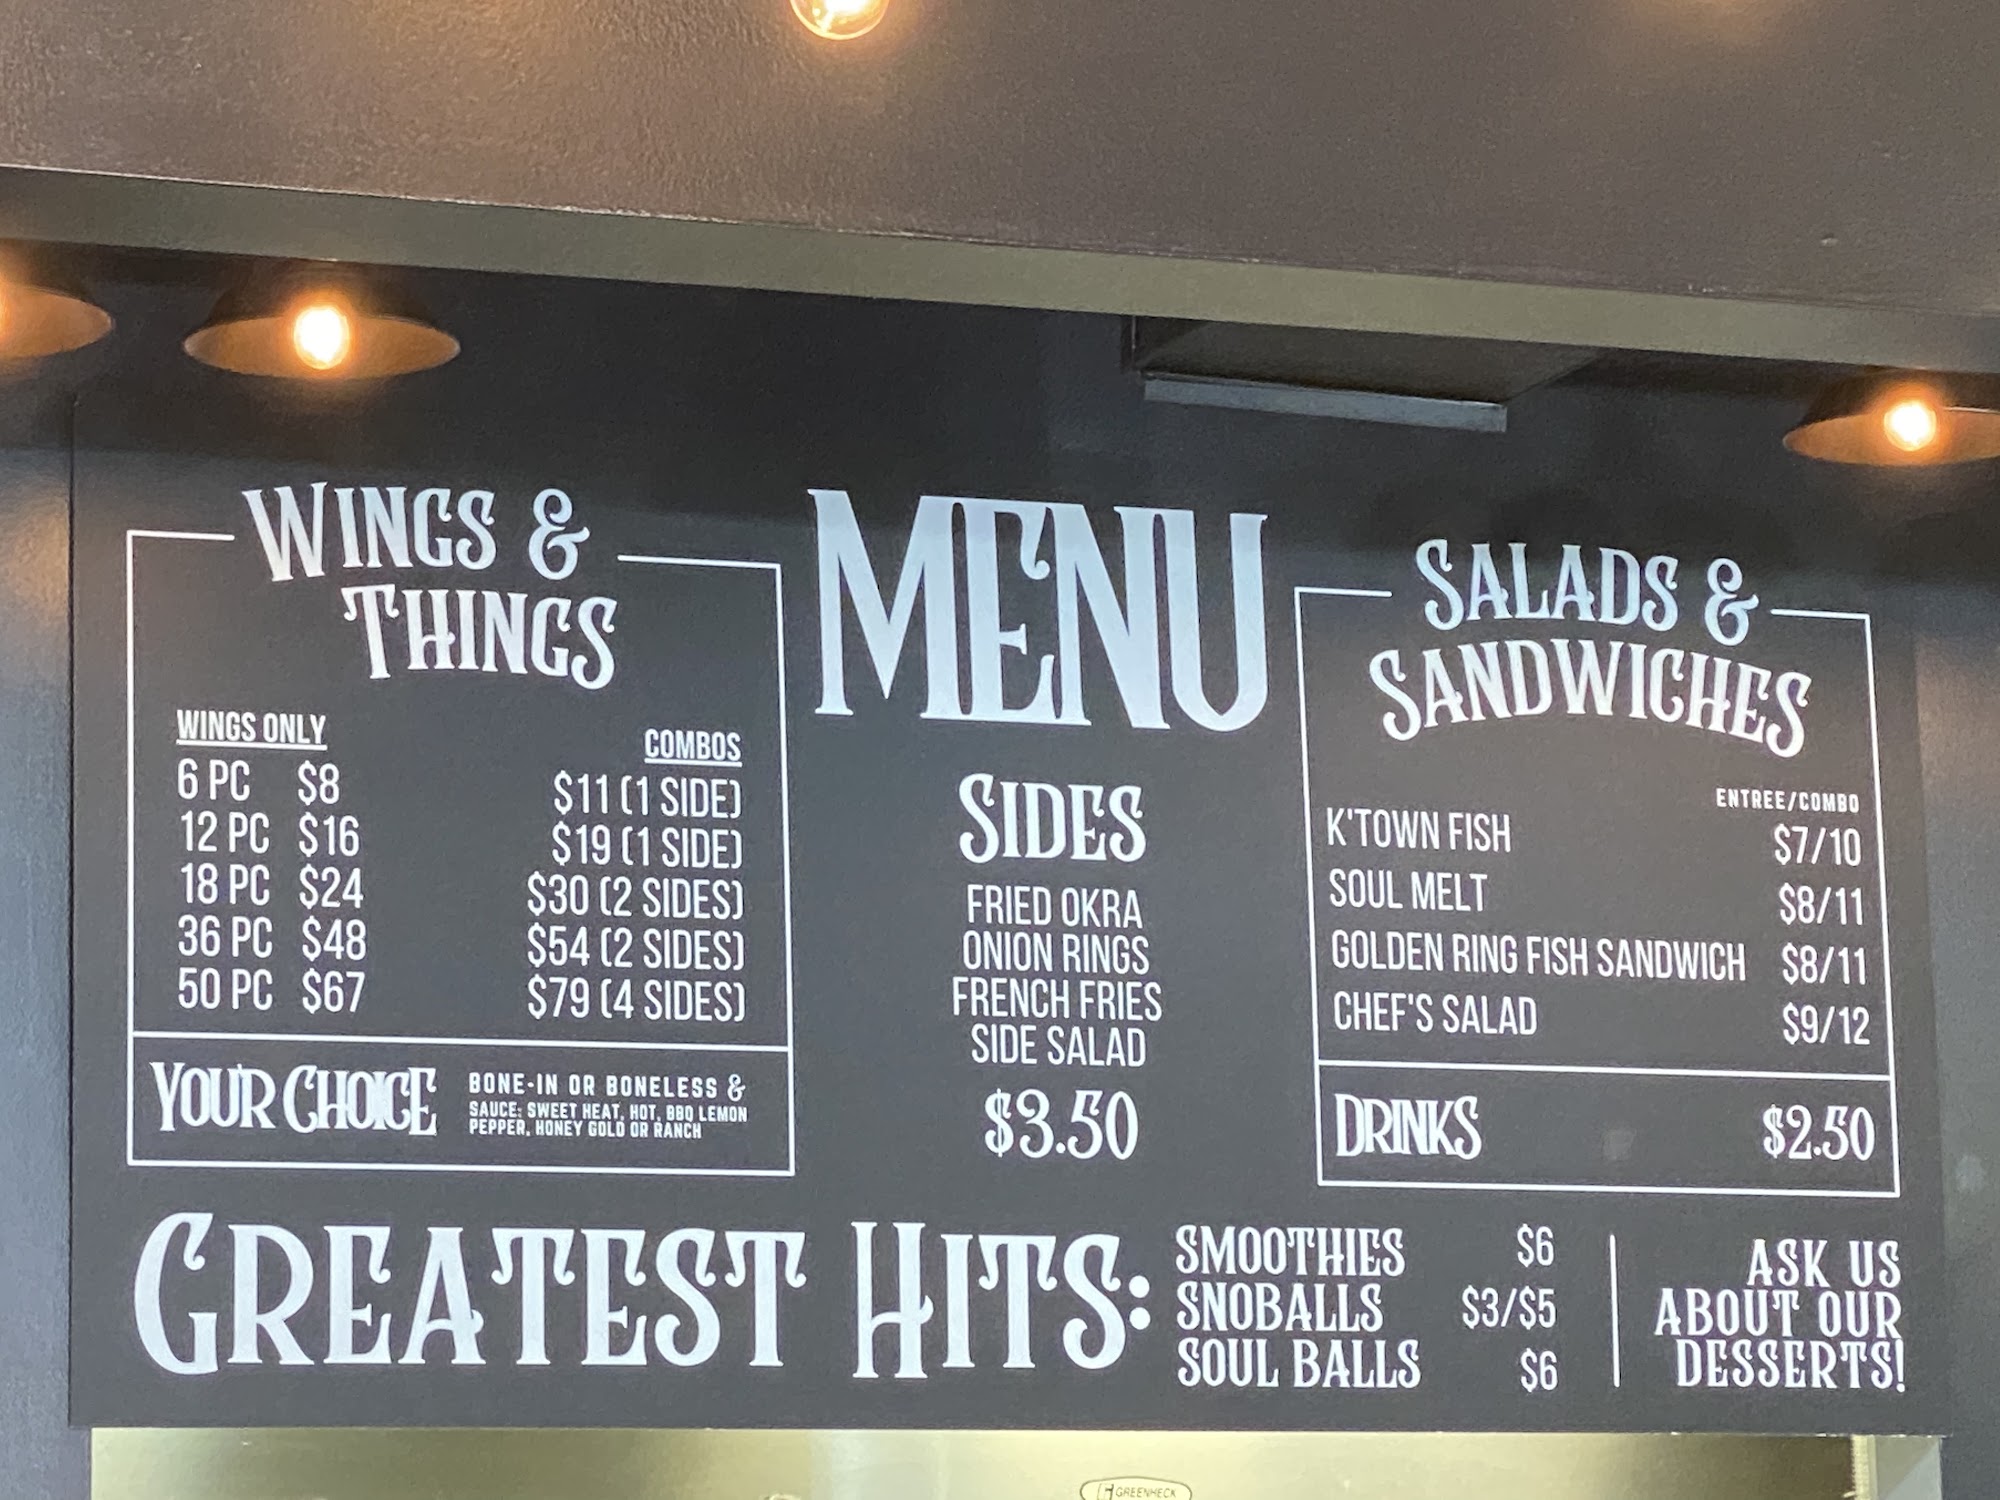 MENU
WINGS &
THINGS
WINGS ONLY
COMBOS
6 PC $8 $11 (1 SIDE)
12 PC $16 $19 (1 SIDE)
18 PC $24 $30 (2 SIDES)
36 PC $48 $54 (2 SIDES)
50 PC $67 $79 (4 SIDES)
YOUR CHOICE
BONE-IN OR BONELESS &
SAUCE: SWEET HEAT, HOT, BBQ LEMON
PEPPER, HONEY GOLD OR RANCH
SIDES
FRIED OKRA
ONION RINGS
FRENCH FRIES
SIDE SALAD
$3.50
SALADS &
SANDWICHES
ENTREE/COMBO
K'TOWN FISH $7/10
SOUL MELT $8/11
GOLDEN RING FISH SANDWICH $8/11
CHEF'S SALAD $9/12
DRINKS $2.50
GREATEST HITS:
SMOOTHIES $6
SNOBALLS $3/$5
SOUL BALLS $6
ASK US
ABOUT OUR
DESSERTS!
GREENHECK